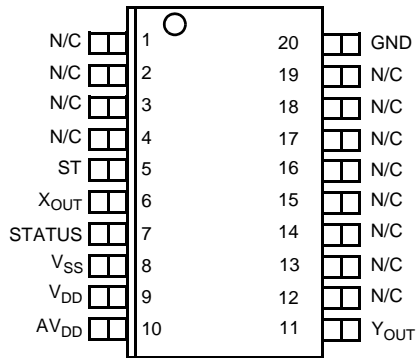 N/C 1 20 GND
N/C 2 19 N/C
N/C 3 18 N/C
N/C 4 17 N/C
ST 5 16 N/C
XOUT 6 15 N/C
STATUS 7 14 N/C
VSS 8 13 N/C
VDD 9 12 N/C
AVDD 10 11 YOUT